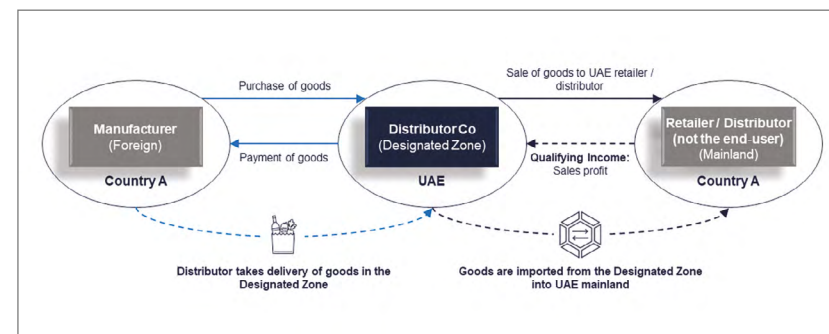 Purchase of goods
Sale of goods to UAE retailer /
distributor
Manufacturer
(Foreign)
Country A
Payment of goods
Distributor Co
(Designated Zone)
UAE
Qualifying Income:
Sales profit
Retailer / Distributor
(not the end-user)
(Mainland)
Country A
Distributor takes delivery of goods in the
Designated Zone
Goods are imported from the Designated Zone
into UAE mainland